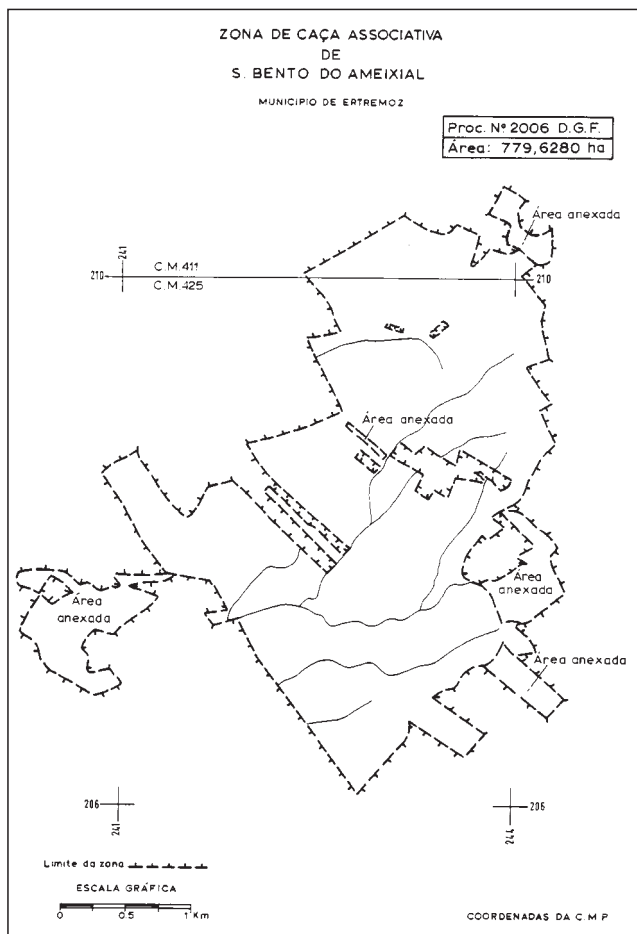 ZONA DE CAÇA ASSOCIATIVA
DE
S. BENTO DO AMEIXIAL
MUNICIPIO DE ERTREMOZ
Proc. Nº 2006 D.G.F.
Área: 779,6280 ha
Área anexada
241
210
C.M.411
C.M.425
210
Área anexada
Área
anexada
Área
anexada
Área anexada
206
241
206
244
Limite da zona
ESCALA GRÁFICA
0 0.5 1 Km
COORDENADAS DA C.M P